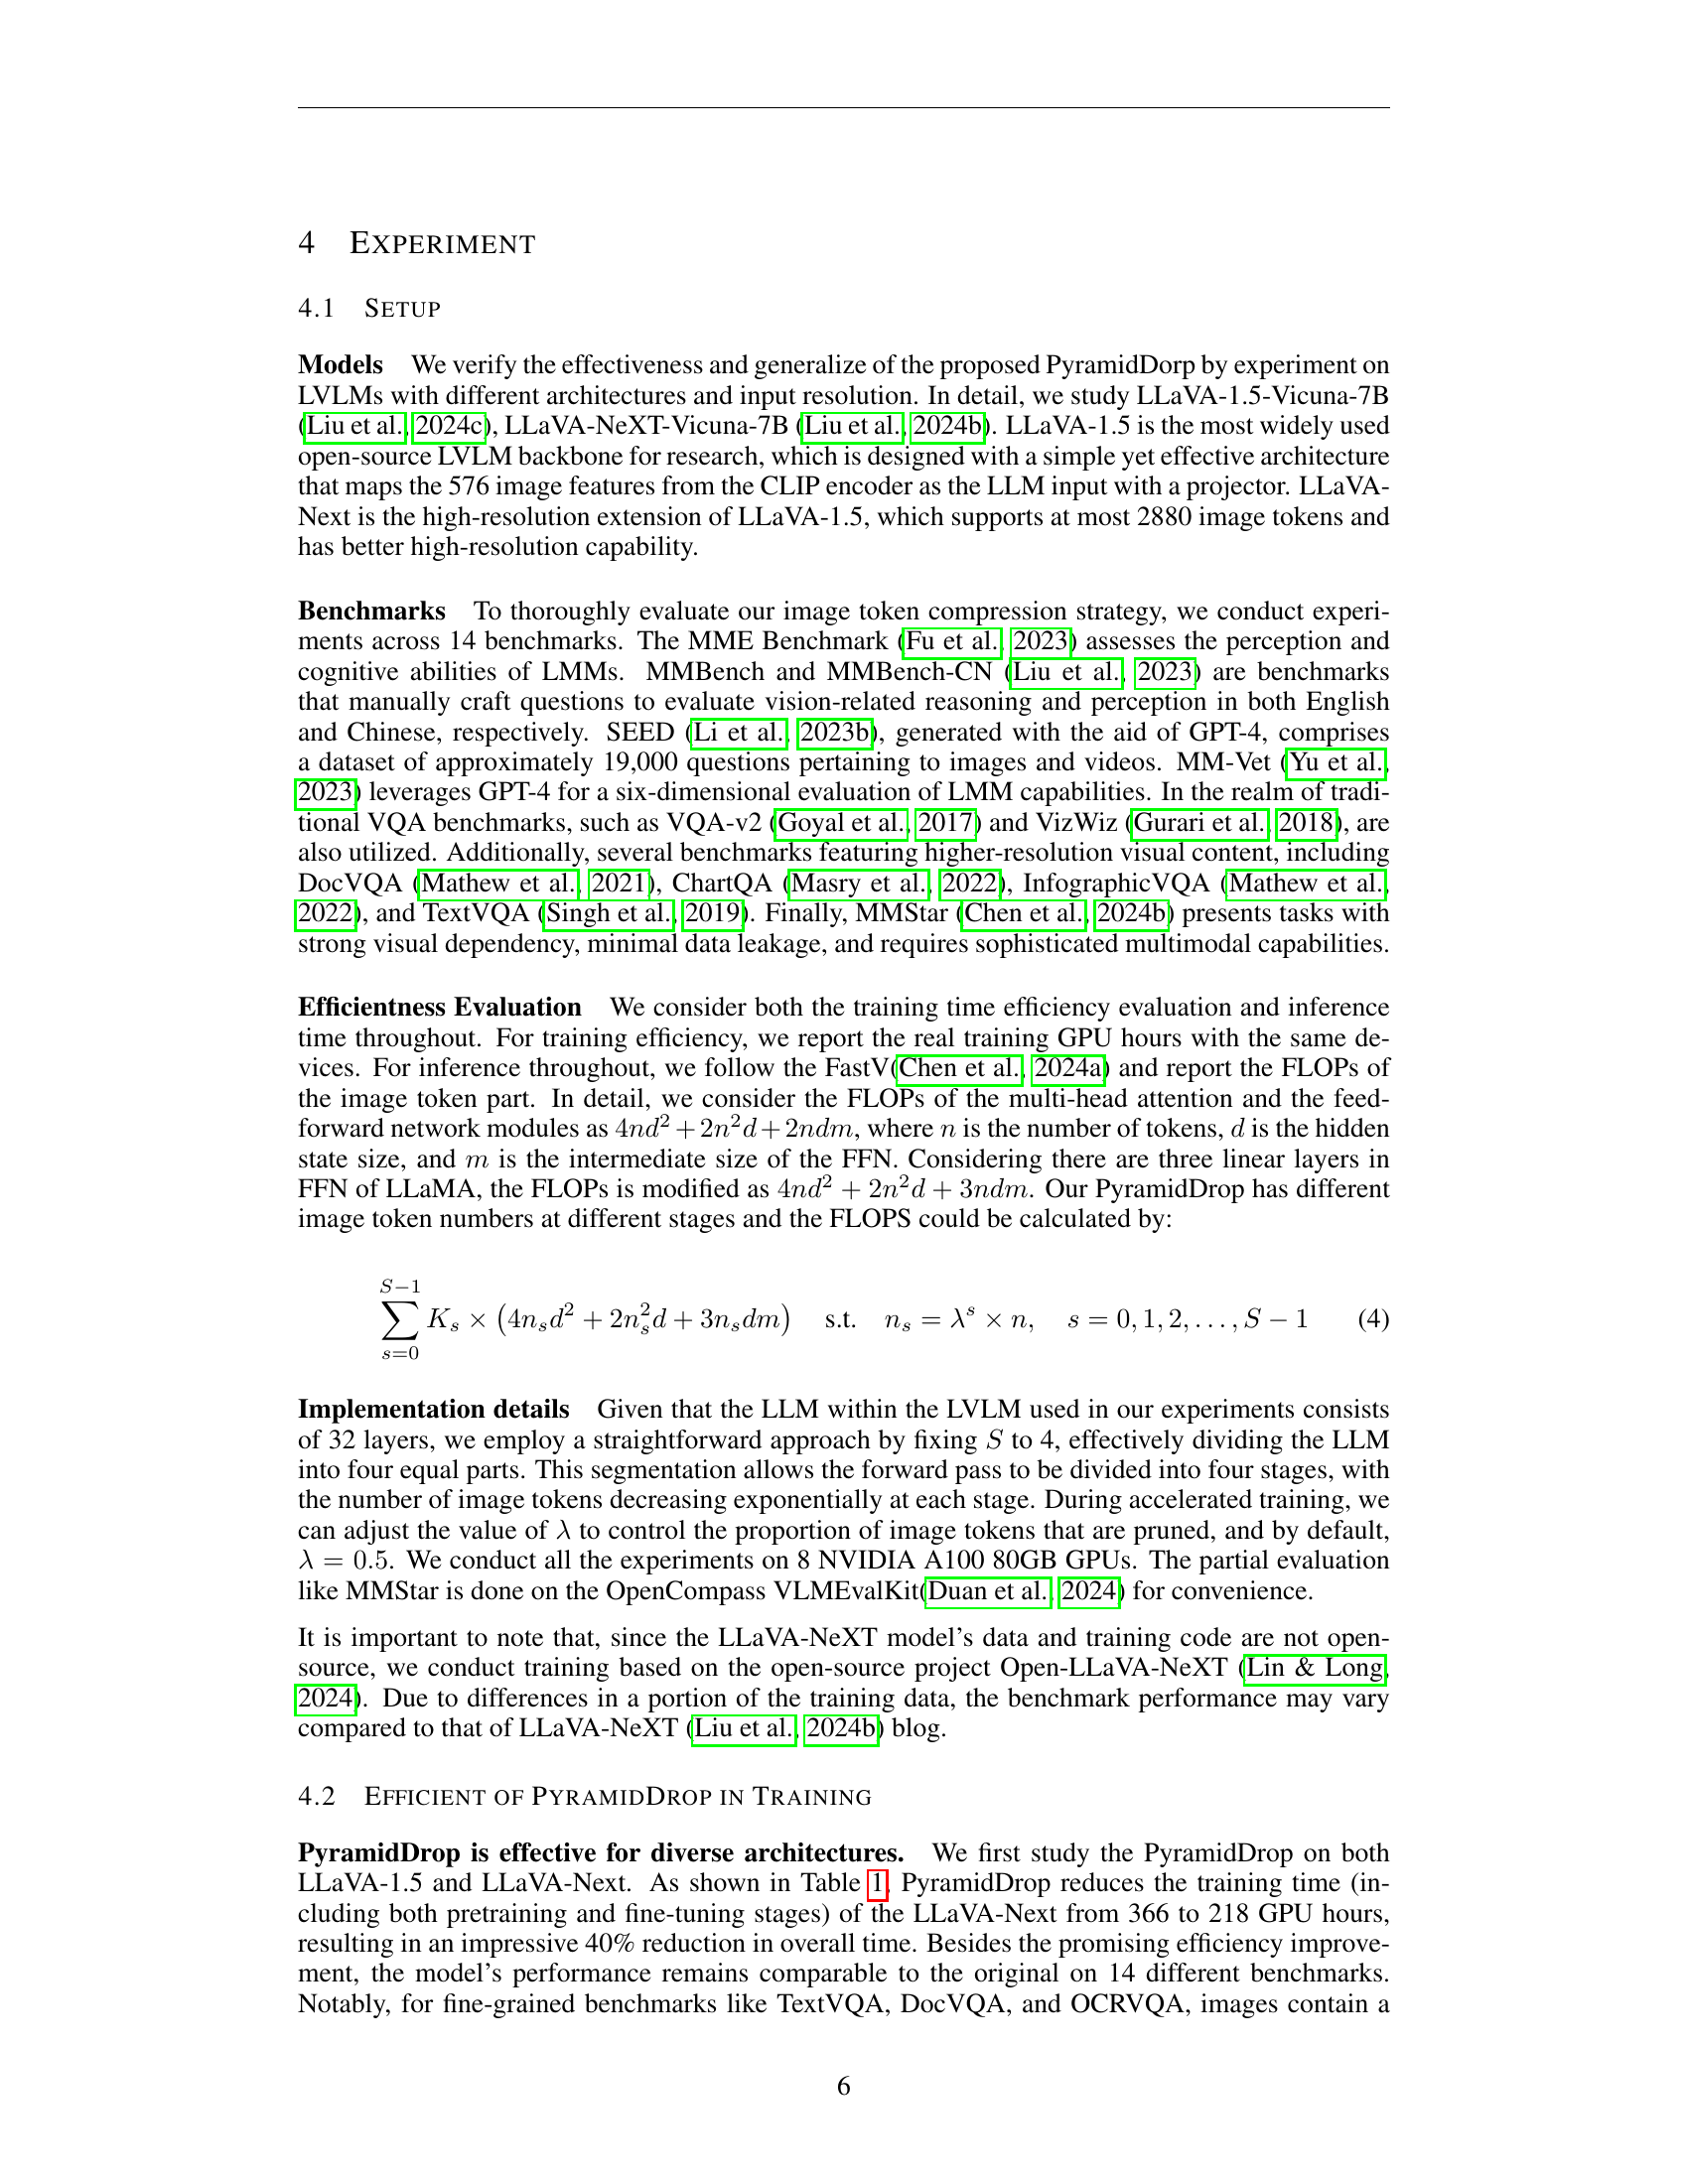 4 EXPERIMENT
4.1 SETUP
Models We verify the effectiveness and generalize of the proposed PyramidDorp by experiment on
LVLMs with different architectures and input resolution. In detail, we study LLaVA-1.5-Vicuna-7B
(Liu et al., 2024c), LLaVA-NeXT-Vicuna-7B (Liu et al., 2024b). LLaVA-1.5 is the most widely used
open-source LVLM backbone for research, which is designed with a simple yet effective architecture
that maps the 576 image features from the CLIP encoder as the LLM input with a projector. LLaVA-
Next is the high-resolution extension of LLaVA-1.5, which supports at most 2880 image tokens and
has better high-resolution capability.
Benchmarks To thoroughly evaluate our image token compression strategy, we conduct experi-
ments across 14 benchmarks. The MME Benchmark (Fu et al., 2023) assesses the perception and
cognitive abilities of LMMs. MMBench and MMBench-CN (Liu et al., 2023) are benchmarks
that manually craft questions to evaluate vision-related reasoning and perception in both English
and Chinese, respectively. SEED (Li et al., 2023b), generated with the aid of GPT-4, comprises
a dataset of approximately 19,000 questions pertaining to images and videos. MM-Vet (Yu et al.,
2023) leverages GPT-4 for a six-dimensional evaluation of LMM capabilities. In the realm of tradi-
tional VQA benchmarks, such as VQA-v2 (Goyal et al., 2017) and VizWiz (Gurari et al., 2018), are
also utilized. Additionally, several benchmarks featuring higher-resolution visual content, including
DocVQA (Mathew et al., 2021), ChartQA (Masry et al., 2022), InfographicVQA (Mathew et al.,
2022), and TextVQA (Singh et al., 2019). Finally, MMStar (Chen et al., 2024b) presents tasks with
strong visual dependency, minimal data leakage, and requires sophisticated multimodal capabilities.
Efficientness Evaluation We consider both the training time efficiency evaluation and inference
time throughout. For training efficiency, we report the real training GPU hours with the same de-
vices. For inference throughout, we follow the FastV(Chen et al., 2024a) and report the FLOPs of
the image token part. In detail, we consider the FLOPs of the multi-head attention and the feed-
forward network modules as $4nd^2 + 2n^2d + 2ndm$, where $n$ is the number of tokens, $d$ is the hidden
state size, and $m$ is the intermediate size of the FFN. Considering there are three linear layers in
FFN of LLaMA, the FLOPs is modified as $4nd^2 + 2n^2d + 3ndm$. Our PyramidDrop has different
image token numbers at different stages and the FLOPS could be calculated by:
$\sum_{s=0}^{S-1} K_s \times \left(4n_sd^2 + 2n_s^2d + 3n_sdm\right)$ s.t. $n_s = \lambda^s \times n, \quad s = 0, 1, 2, \ldots, S - 1$ (4)
Implementation details Given that the LLM within the LVLM used in our experiments consists
of 32 layers, we employ a straightforward approach by fixing $S$ to 4, effectively dividing the LLM
into four equal parts. This segmentation allows the forward pass to be divided into four stages, with
the number of image tokens decreasing exponentially at each stage. During accelerated training, we
can adjust the value of $\lambda$ to control the proportion of image tokens that are pruned, and by default,
$\lambda = 0.5$. We conduct all the experiments on 8 NVIDIA A100 80GB GPUs. The partial evaluation
like MMStar is done on the OpenCompass VLMEvalKit(Duan et al., 2024) for convenience.
It is important to note that, since the LLaVA-NeXT model's data and training code are not open-
source, we conduct training based on the open-source project Open-LLaVA-NeXT (Lin & Long,
2024). Due to differences in a portion of the training data, the benchmark performance may vary
compared to that of LLaVA-NeXT (Liu et al., 2024b) blog.
4.2 EFFICIENT OF PYRAMIDDROP IN TRAINING
PyramidDrop is effective for diverse architectures. We first study the PyramidDrop on both
LLaVA-1.5 and LLaVA-Next. As shown in Table 1, PyramidDrop reduces the training time (in-
cluding both pretraining and fine-tuning stages) of the LLaVA-Next from 366 to 218 GPU hours,
resulting in an impressive 40% reduction in overall time. Besides the promising efficiency improve-
ment, the model's performance remains comparable to the original on 14 different benchmarks.
Notably, for fine-grained benchmarks like TextVQA, DocVQA, and OCRVQA, images contain a
6